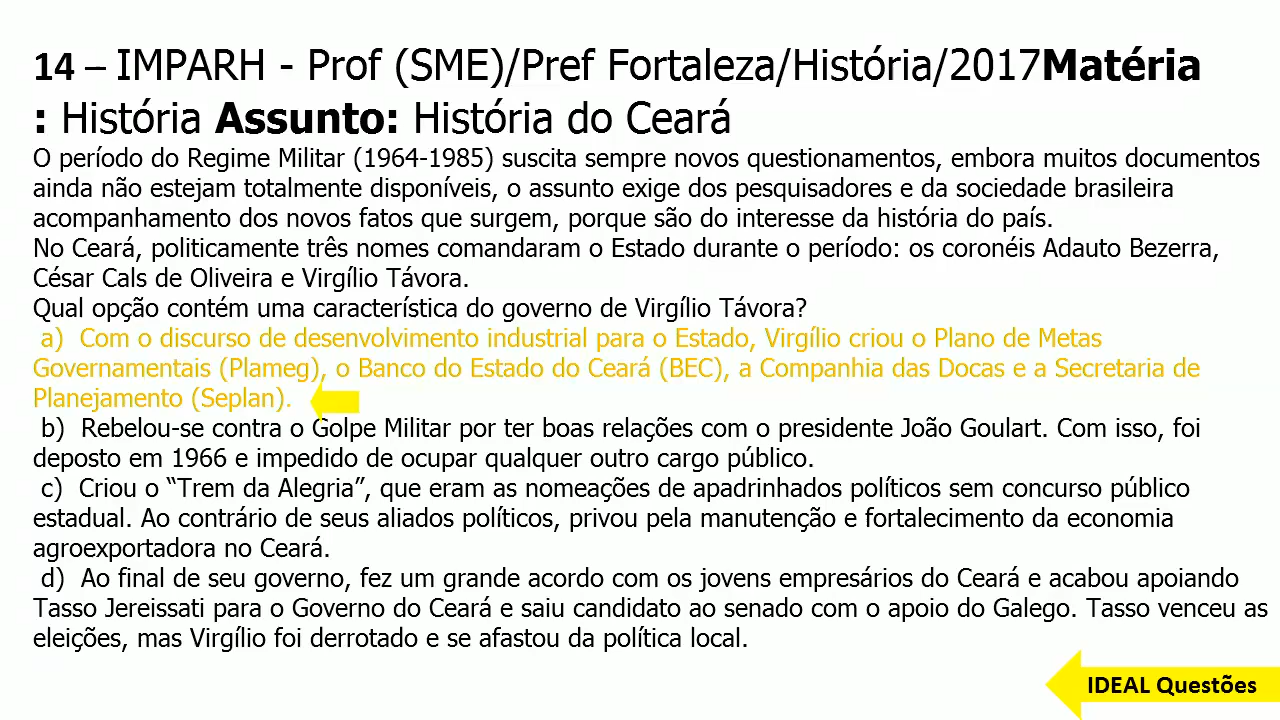 14 – IMPARH - Prof (SME)/Pref Fortaleza/História/2017Matéria
: História Assunto: História do Ceará
O período do Regime Militar (1964-1985) suscita sempre novos questionamentos, embora muitos documentos
ainda não estejam totalmente disponíveis, o assunto exige dos pesquisadores e da sociedade brasileira
acompanhamento dos novos fatos que surgem, porque são do interesse da história do país.
No Ceará, politicamente três nomes comandaram o Estado durante o período: os coronéis Adauto Bezerra,
César Cals de Oliveira e Virgílio Távora.
Qual opção contém uma característica do governo de Virgílio Távora?
a) Com o discurso de desenvolvimento industrial para o Estado, Virgílio criou o Plano de Metas
Governamentais (Plameg), o Banco do Estado do Ceará (BEC), a Companhia das Docas e a Secretaria de
Planejamento (Seplan).
b) Rebelou-se contra o Golpe Militar por ter boas relações com o presidente João Goulart. Com isso, foi
deposto em 1966 e impedido de ocupar qualquer outro cargo público.
c) Criou o “Trem da Alegria”, que eram as nomeações de apadrinhados políticos sem concurso público
estadual. Ao contrário de seus aliados políticos, privou pela manutenção e fortalecimento da economia
agroexportadora no Ceará.
d) Ao final de seu governo, fez um grande acordo com os jovens empresários do Ceará e acabou apoiando
Tasso Jereissati para o Governo do Ceará e saiu candidato ao senado com o apoio do Galego. Tasso venceu as
eleições, mas Virgílio foi derrotado e se afastou da política local.
IDEAL Questões